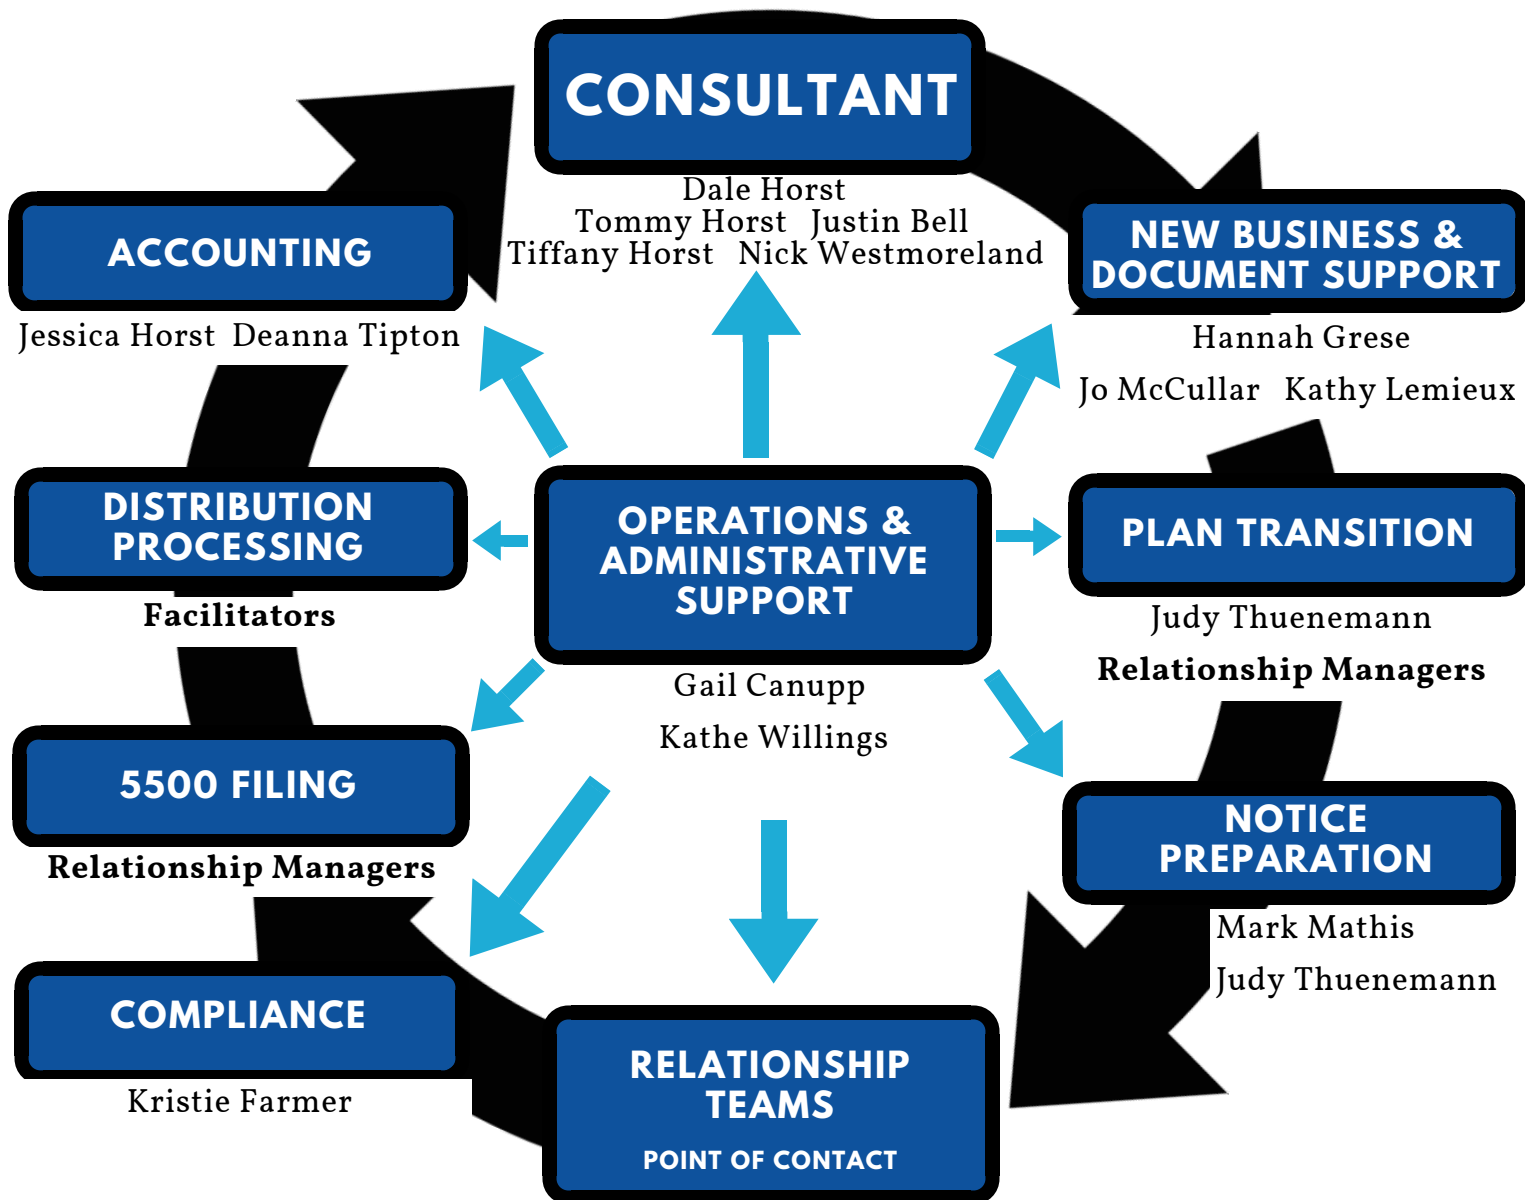 CONSULTANT
Dale Horst
Tommy Horst Justin Bell
Tiffany Horst Nick Westmoreland
NEW BUSINESS &
DOCUMENT SUPPORT
Hannah Grese
Jo McCullar Kathy Lemieux
PLAN TRANSITION
Judy Thuenemann
Relationship Managers
NOTICE
PREPARATION
Mark Mathis
Judy Thuenemann
RELATIONSHIP
TEAMS
POINT OF CONTACT
COMPLIANCE
Kristie Farmer
5500 FILING
Relationship Managers
DISTRIBUTION
PROCESSING
Facilitators
ACCOUNTING
Jessica Horst Deanna Tipton
OPERATIONS &
ADMINISTRATIVE
SUPPORT
Gail Canupp
Kathe Willings